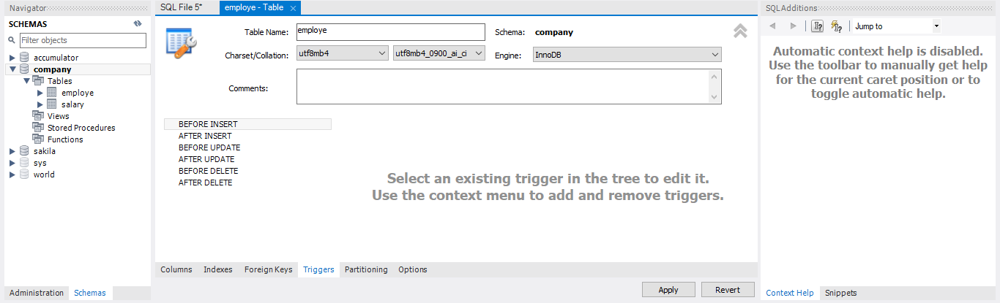 Navigator
SCHEMAS
Filter objects
accumulator
company
Tables
employe
salary
Views
Stored Procedures
Functions
sakila
sys
world
Administration Schemas
SQL File 5* employe - Table
Table Name: employe Schema: company
Charset/Collation: utf8mb4 utf8mb4_0900_ai_ci Engine: InnoDB
Comments:
BEFORE INSERT
AFTER INSERT
BEFORE UPDATE
AFTER UPDATE
BEFORE DELETE
AFTER DELETE
Select an existing trigger in the tree to edit it.
Use the context menu to add and remove triggers.
Columns Indexes Foreign Keys Triggers Partitioning Options
Apply Revert
SQLAdditions
Jump to
Automatic context help is disabled.
Use the toolbar to manually get help
for the current caret position or to
toggle automatic help.
Context Help Snippets